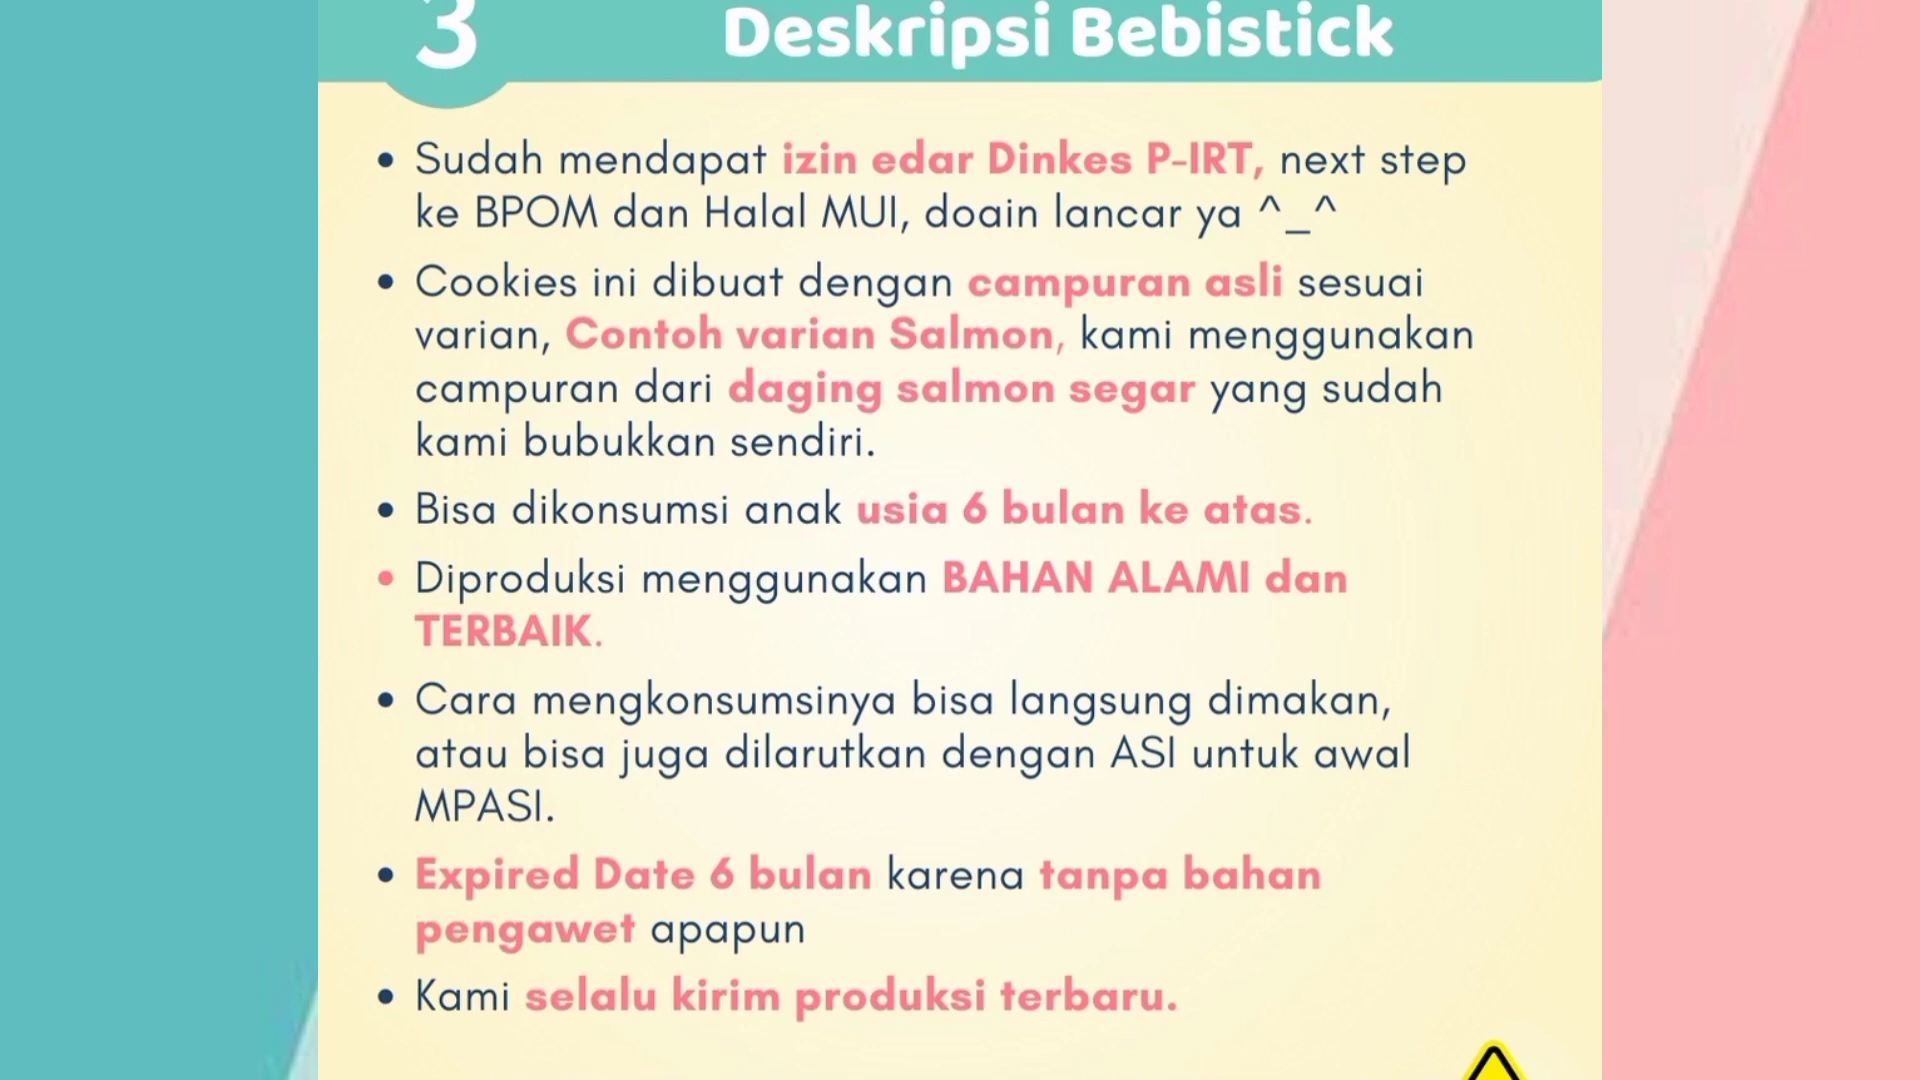 3
Deskripsi Bebistick
• Sudah mendapat izin edar Dinkes P-IRT, next step
ke BPOM dan Halal MUI, doain lancar ya ^_^
• Cookies ini dibuat dengan campuran asli sesuai
varian, Contoh varian Salmon, kami menggunakan
campuran dari daging salmon segar yang sudah
kami bubukkan sendiri.
• Bisa dikonsumsi anak usia 6 bulan ke atas.
• Diproduksi menggunakan BAHAN ALAMI dan
TERBAIK.
• Cara mengkonsumsinya bisa langsung dimakan,
atau bisa juga dilarutkan dengan ASI untuk awal
MPASI.
• Expired Date 6 bulan karena tanpa bahan
pengawet apapun
• Kami selalu kirim produksi terbaru.